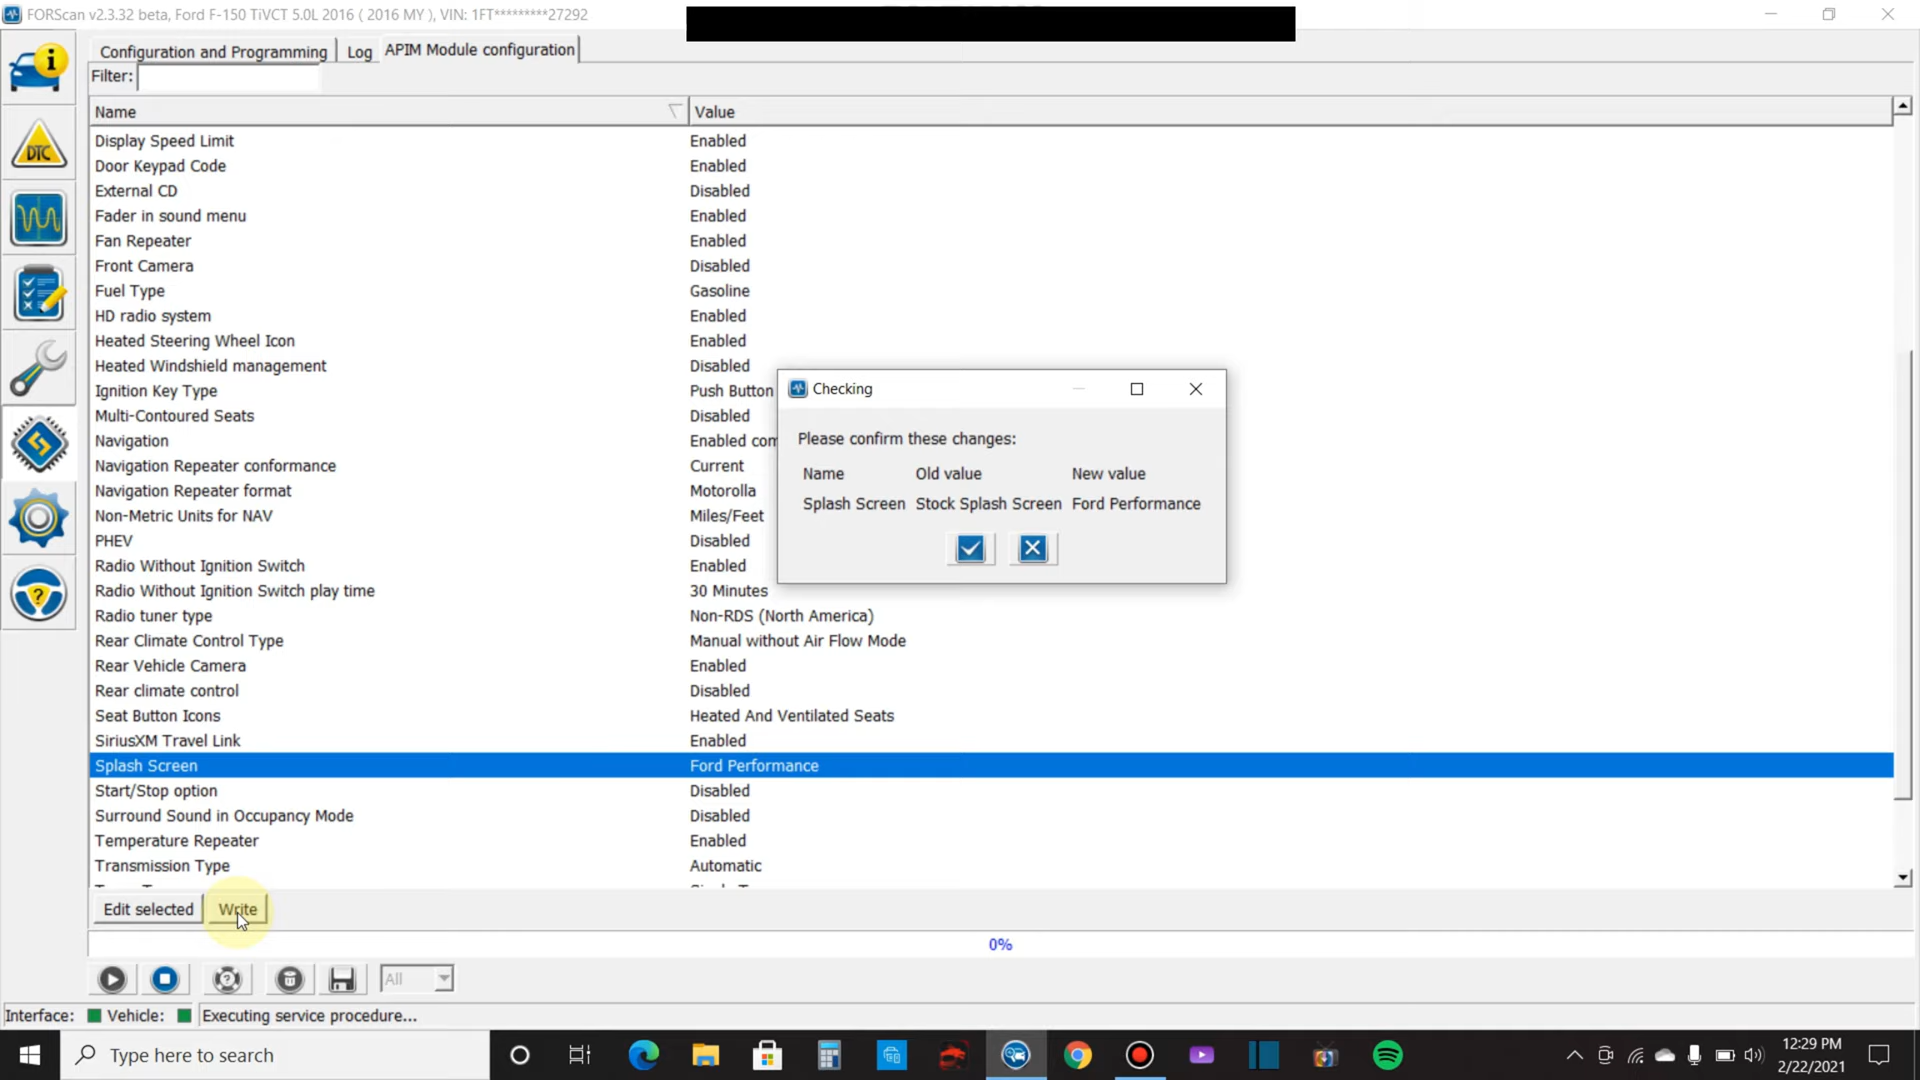 FORScan v2.3.32 beta, Ford F-150 TiVCT 5.0L 2016 ( 2016 MY ), VIN: 1FT*********27292
Configuration and Programming Log APIM Module configuration
Filter:
Name Value
Display Speed Limit Enabled
Door Keypad Code Enabled
External CD Disabled
Fader in sound menu Enabled
Fan Repeater Enabled
Front Camera Disabled
Fuel Type Gasoline
HD radio system Enabled
Heated Steering Wheel Icon Enabled
Heated Windshield management Disabled
Ignition Key Type Push Button
Multi-Contoured Seats Disabled
Navigation Enabled com
Navigation Repeater conformance Current
Navigation Repeater format Motorolla
Non-Metric Units for NAV Miles/Feet
PHEV Disabled
Radio Without Ignition Switch Enabled
Radio Without Ignition Switch play time 30 Minutes
Radio tuner type Non-RDS (North America)
Rear Climate Control Type Manual without Air Flow Mode
Rear Vehicle Camera Enabled
Rear climate control Disabled
Seat Button Icons Heated And Ventilated Seats
SiriusXM Travel Link Enabled
Splash Screen Ford Performance
Start/Stop option Disabled
Surround Sound in Occupancy Mode Disabled
Temperature Repeater Enabled
Transmission Type Automatic
Checking
Please confirm these changes:
Name Old value New value
Splash Screen Stock Splash Screen Ford Performance
DTC
Edit selected Write
0%
All
Interface: Vehicle: Executing service procedure...
Type here to search
12:29 PM
2/22/2021